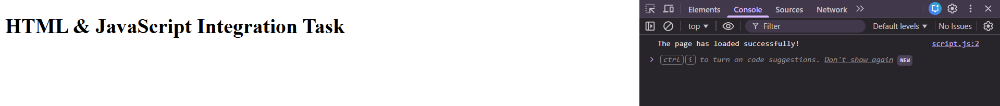 HTML & JavaScript Integration Task
Elements Console Sources Network
top Filter Default levels No Issues
The page has loaded successfully! script.js:2
ctrl i to turn on code suggestions. Don't show again NEW